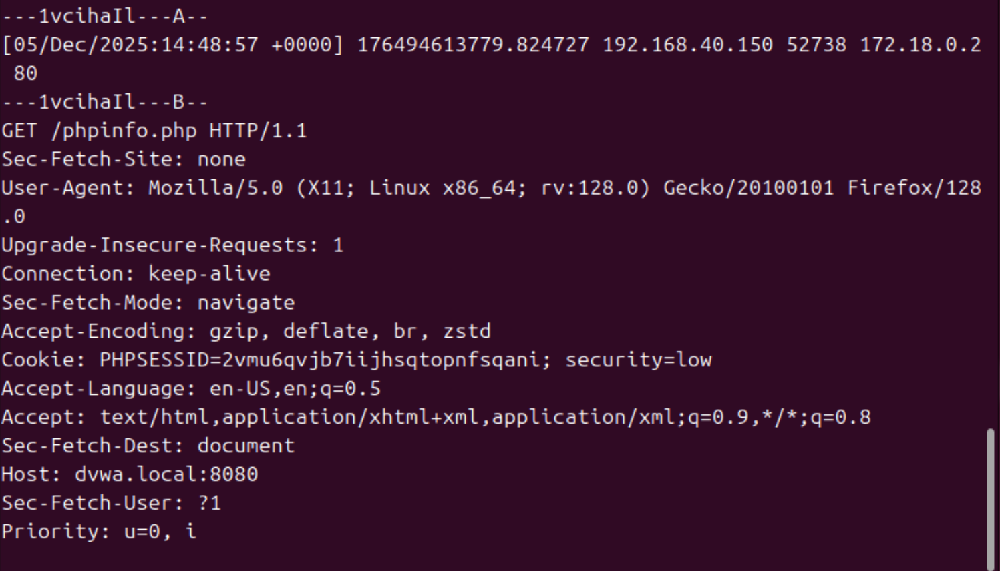 ---1vcihaIl---A--
[05/Dec/2025:14:48:57 +0000] 176494613779.824727 192.168.40.150 52738 172.18.0.2
 80
---1vcihaIl---B--
GET /phpinfo.php HTTP/1.1
Sec-Fetch-Site: none
User-Agent: Mozilla/5.0 (X11; Linux x86_64; rv:128.0) Gecko/20100101 Firefox/128
.0
Upgrade-Insecure-Requests: 1
Connection: keep-alive
Sec-Fetch-Mode: navigate
Accept-Encoding: gzip, deflate, br, zstd
Cookie: PHPSESSID=2vmu6qvjb7iijhsqtopnfsqani; security=low
Accept-Language: en-US,en;q=0.5
Accept: text/html,application/xhtml+xml,application/xml;q=0.9,*/*;q=0.8
Sec-Fetch-Dest: document
Host: dvwa.local:8080
Sec-Fetch-User: ?1
Priority: u=0, i